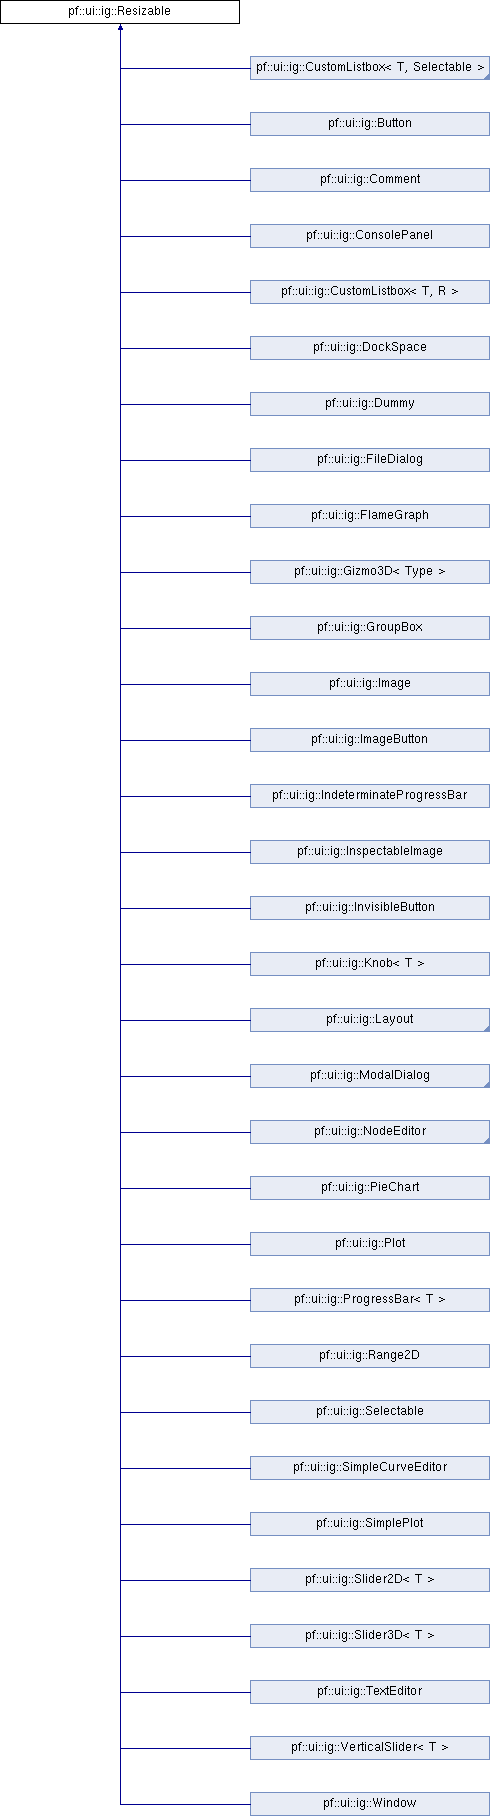 pf::ui::ig::Resizable
pf::ui::ig::CustomListbox< T, Selectable >
pf::ui::ig::Button
pf::ui::ig::Comment
pf::ui::ig::ConsolePanel
pf::ui::ig::CustomListbox< T, R >
pf::ui::ig::DockSpace
pf::ui::ig::Dummy
pf::ui::ig::FileDialog
pf::ui::ig::FlameGraph
pf::ui::ig::Gizmo3D< Type >
pf::ui::ig::GroupBox
pf::ui::ig::Image
pf::ui::ig::ImageButton
pf::ui::ig::IndeterminateProgressBar
pf::ui::ig::InspectableImage
pf::ui::ig::InvisibleButton
pf::ui::ig::Knob< T >
pf::ui::ig::Layout
pf::ui::ig::ModalDialog
pf::ui::ig::NodeEditor
pf::ui::ig::PieChart
pf::ui::ig::Plot
pf::ui::ig::ProgressBar< T >
pf::ui::ig::Range2D
pf::ui::ig::Selectable
pf::ui::ig::SimpleCurveEditor
pf::ui::ig::SimplePlot
pf::ui::ig::Slider2D< T >
pf::ui::ig::Slider3D< T >
pf::ui::ig::TextEditor
pf::ui::ig::VerticalSlider< T >
pf::ui::ig::Window